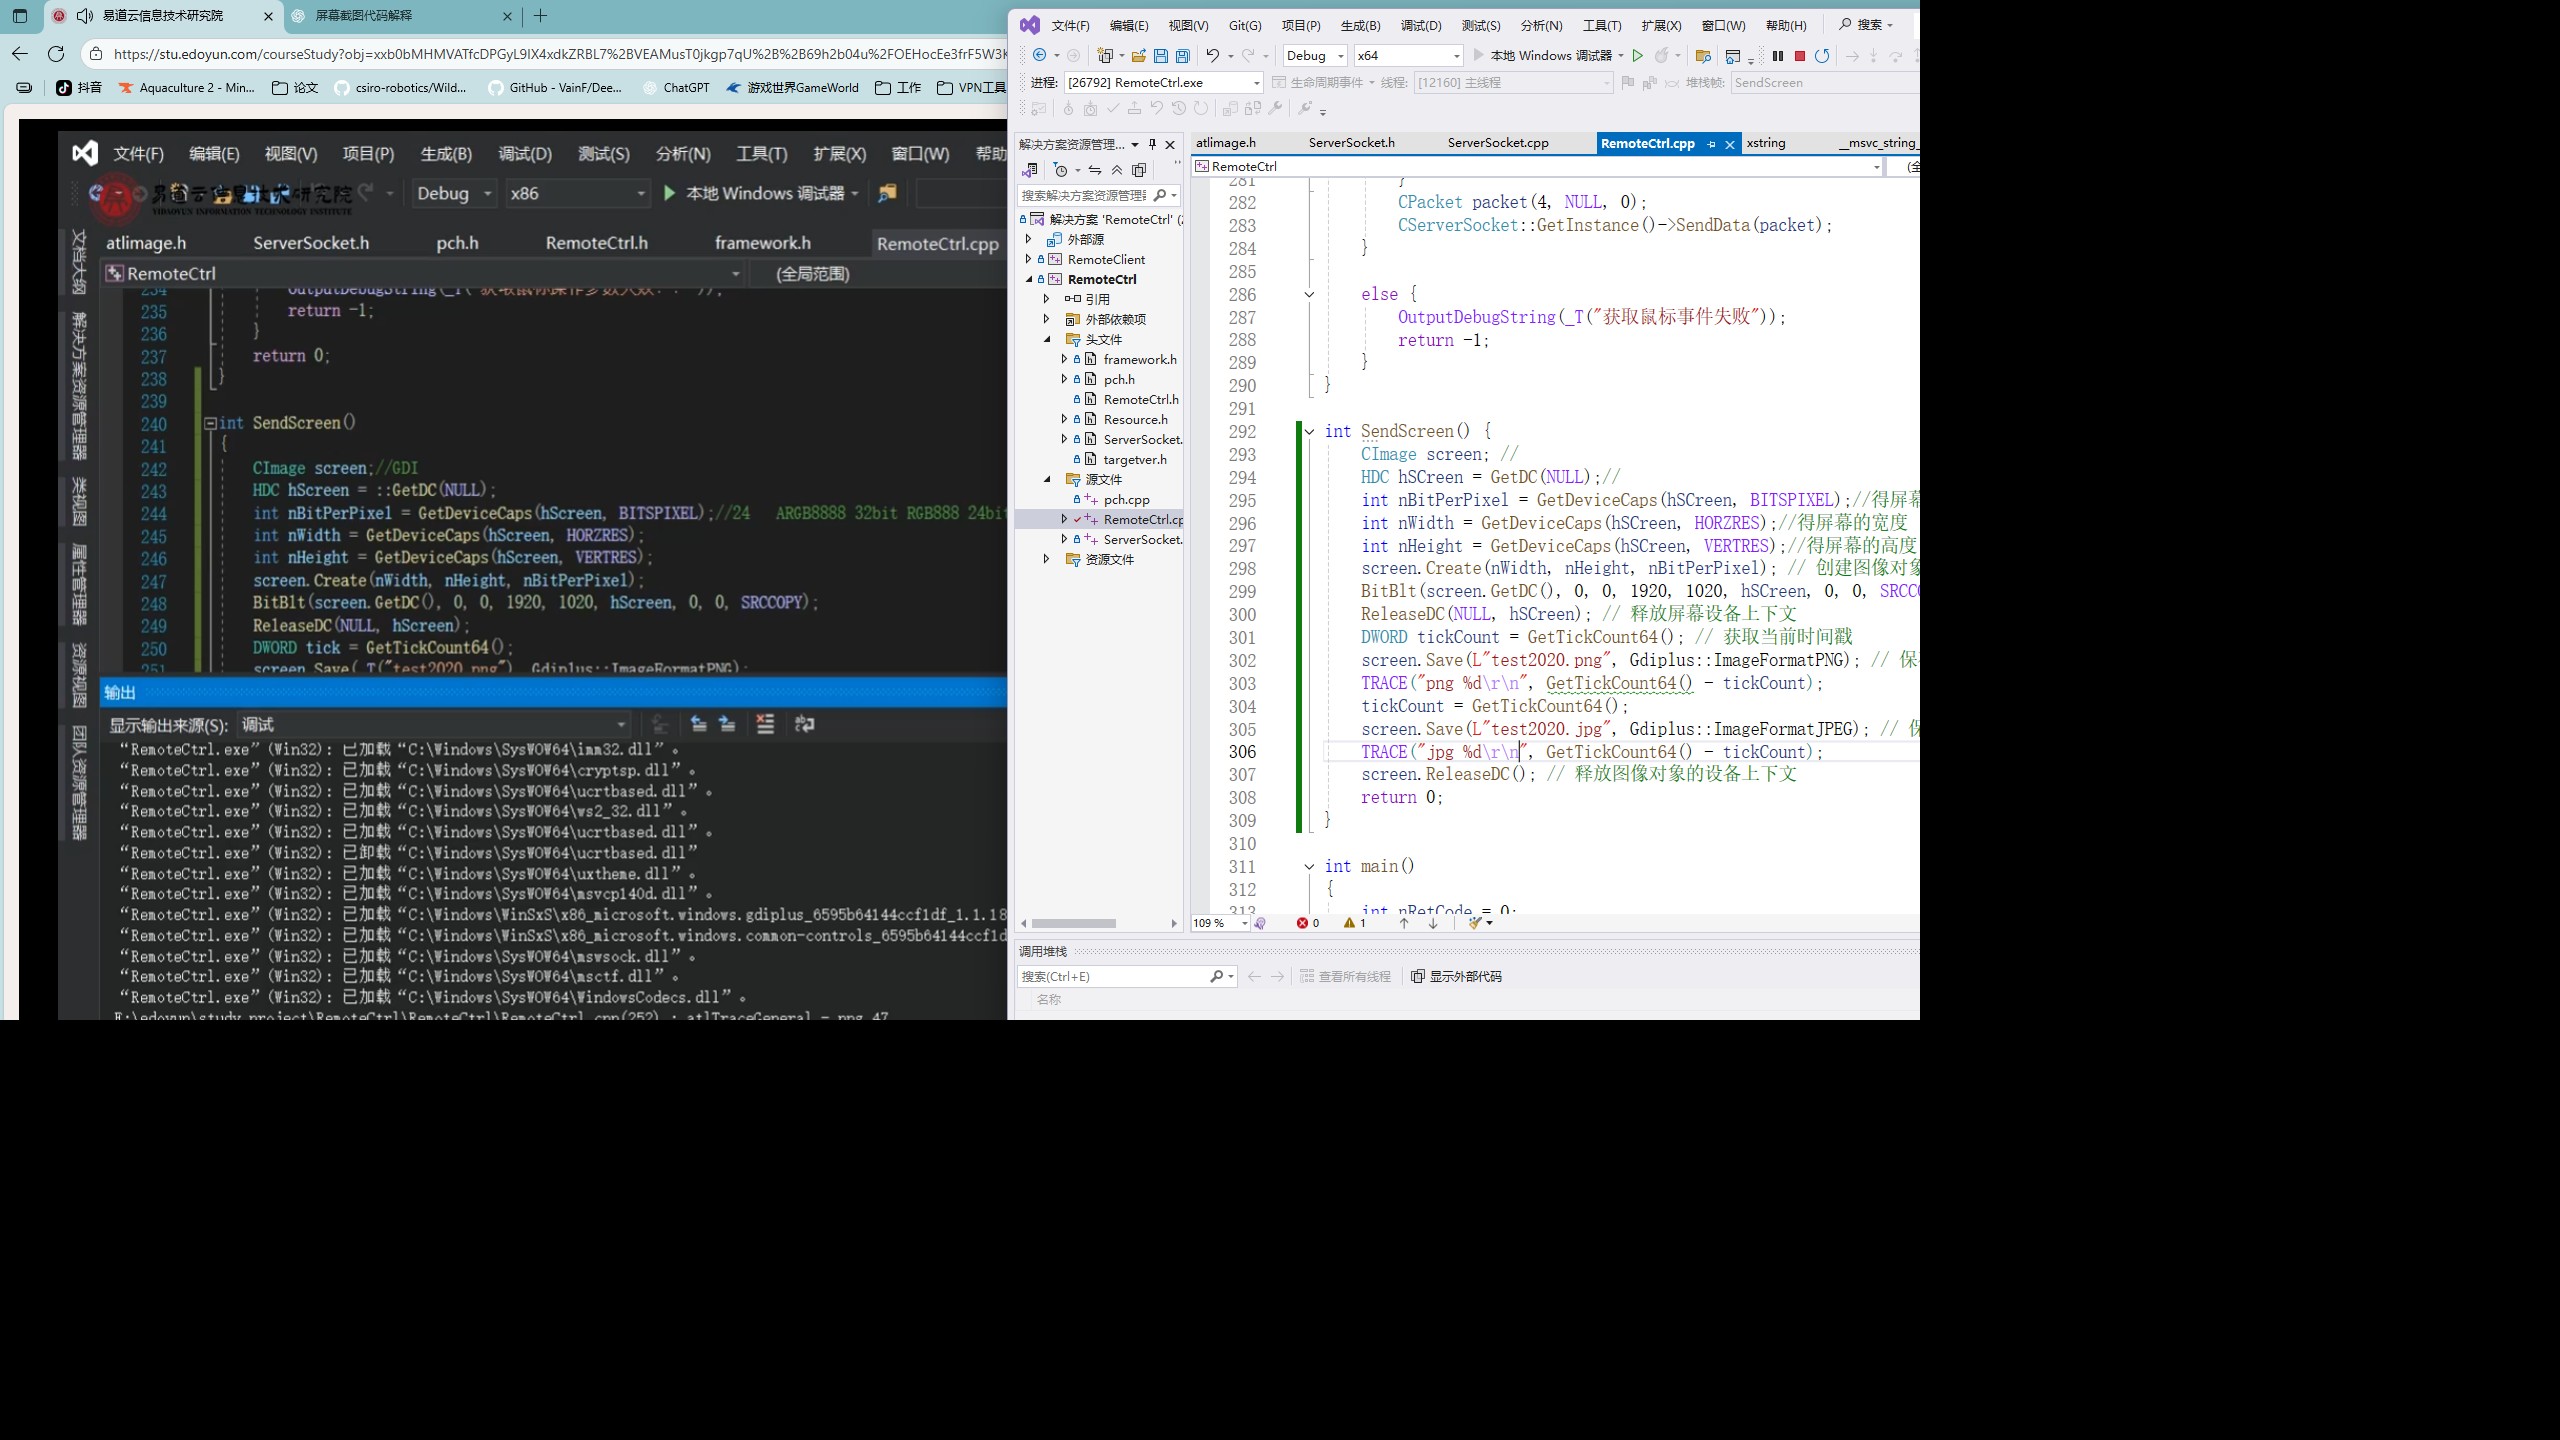 易道云信息技术研究院
屏幕截图代码解释
https://stu.edoyun.com/courseStudy?obj=xxb0bMHMVATfcDPGyL9IX4xdkZRBL7%2BVEAMusT0jkgp7qU%2B%2B69h2b04u%2FOEHocEe3frF5W3
抖音
Aquaculture 2 - Min...
论文
csiro-robotics/Wild...
GitHub - VainF/Dee...
ChatGPT
游戏世界GameWorld
工作
VPN工具
文件(F) 编辑(E) 视图(V) 项目(P) 生成(B) 调试(D) 测试(S) 分析(N) 工具(T) 扩展(X) 窗口(W) 帮助
易道云信息技术研究院
YIDAOYUN INFORMATION TECHNOLOGY INSTITUTE
Debug x86 本地 Windows 调试器
atlimage.h ServerSocket.h pch.h RemoteCtrl.h framework.h RemoteCtrl.cpp
RemoteCtrl (全局范围)
文档大纲
解决方案资源管理器
类视图
属性管理器
资源视图
团队资源管理器
235 return -1;
236 }
237 return 0;
238 }
239
240 int SendScreen()
241 {
242 CImage screen;//GDI
243 HDC hScreen = ::GetDC(NULL);
244 int nBitPerPixel = GetDeviceCaps(hScreen, BITSPIXEL);//24 ARGB8888 32bit RGB888 24bit
245 int nWidth = GetDeviceCaps(hScreen, HORZRES);
246 int nHeight = GetDeviceCaps(hScreen, VERTRES);
247 screen.Create(nWidth, nHeight, nBitPerPixel);
248 BitBlt(screen.GetDC(), 0, 0, 1920, 1020, hScreen, 0, 0, SRCCOPY);
249 ReleaseDC(NULL, hScreen);
250 DWORD tick = GetTickCount64();
251 screen.Save(_T("test2020.png"), Gdiplus::ImageFormatPNG);
输出
显示输出来源(S): 调试
“RemoteCtrl.exe”(Win32): 已加载“C:\Windows\SysWOW64\imm32.dll”。
“RemoteCtrl.exe”(Win32): 已加载“C:\Windows\SysWOW64\cryptsp.dll”。
“RemoteCtrl.exe”(Win32): 已加载“C:\Windows\SysWOW64\ucrtbased.dll”。
“RemoteCtrl.exe”(Win32): 已加载“C:\Windows\SysWOW64\ws2_32.dll”。
“RemoteCtrl.exe”(Win32): 已加载“C:\Windows\SysWOW64\ucrtbased.dll”。
“RemoteCtrl.exe”(Win32): 已卸载“C:\Windows\SysWOW64\ucrtbased.dll”
“RemoteCtrl.exe”(Win32): 已加载“C:\Windows\SysWOW64\uxtheme.dll”。
“RemoteCtrl.exe”(Win32): 已加载“C:\Windows\SysWOW64\msvcp140d.dll”。
“RemoteCtrl.exe”(Win32): 已加载“C:\Windows\WinSxS\x86_microsoft.windows.gdiplus_6595b64144ccf1df_1.1.18
“RemoteCtrl.exe”(Win32): 已加载“C:\Windows\WinSxS\x86_microsoft.windows.common-controls_6595b64144ccf1d
“RemoteCtrl.exe”(Win32): 已加载“C:\Windows\SysWOW64\mswsock.dll”。
“RemoteCtrl.exe”(Win32): 已加载“C:\Windows\SysWOW64\msctf.dll”。
“RemoteCtrl.exe”(Win32): 已加载“C:\Windows\SysWOW64\WindowsCodecs.dll”。
E:\edoyun\study_project\RemoteCtrl\RemoteCtrl\RemoteCtrl.cpp(252) : atlTraceGeneral - png 47
文件(F) 编辑(E) 视图(V) Git(G) 项目(P) 生成(B) 调试(D) 测试(S) 分析(N) 工具(T) 扩展(X) 窗口(W) 帮助(H) 搜索
Debug x64 本地 Windows 调试器
进程: [26792] RemoteCtrl.exe 生命周期事件 线程: [12160] 主线程 堆栈帧: SendScreen
解决方案资源管理...
搜索解决方案资源管理
解决方案 'RemoteCtrl' (2
外部源
RemoteClient
RemoteCtrl
引用
外部依赖项
头文件
framework.h
pch.h
RemoteCtrl.h
Resource.h
ServerSocket.
targetver.h
源文件
pch.cpp
RemoteCtrl.cp
ServerSocket.
资源文件
atlimage.h ServerSocket.h ServerSocket.cpp RemoteCtrl.cpp xstring __msvc_string_
RemoteCtrl (全
281 }
282 CPacket packet(4, NULL, 0);
283 CServerSocket::GetInstance()->SendData(packet);
284 }
285
286 else {
287 OutputDebugString(_T("获取鼠标事件失败"));
288 return -1;
289 }
290 }
291
292 int SendScreen() {
293 CImage screen; //
294 HDC hSCreen = GetDC(NULL);//
295 int nBitPerPixel = GetDeviceCaps(hSCreen, BITSPIXEL);//得屏幕
296 int nWidth = GetDeviceCaps(hSCreen, HORZRES);//得屏幕的宽度
297 int nHeight = GetDeviceCaps(hSCreen, VERTRES);//得屏幕的高度
298 screen.Create(nWidth, nHeight, nBitPerPixel); // 创建图像对象
299 BitBlt(screen.GetDC(), 0, 0, 1920, 1020, hSCreen, 0, 0, SRCCO
300 ReleaseDC(NULL, hSCreen); // 释放屏幕设备上下文
301 DWORD tickCount = GetTickCount64(); // 获取当前时间戳
302 screen.Save(L"test2020.png", Gdiplus::ImageFormatPNG); // 保
303 TRACE("png %d\r\n", GetTickCount64() - tickCount);
304 tickCount = GetTickCount64();
305 screen.Save(L"test2020.jpg", Gdiplus::ImageFormatJPEG); // 保
306 TRACE("jpg %d\r\n", GetTickCount64() - tickCount);
307 screen.ReleaseDC(); // 释放图像对象的设备上下文
308 return 0;
309 }
310
311 int main()
312 {
313 int nRetCode = 0;
109 % 0 1
调用堆栈
搜索(Ctrl+E) 查看所有线程 显示外部代码
名称